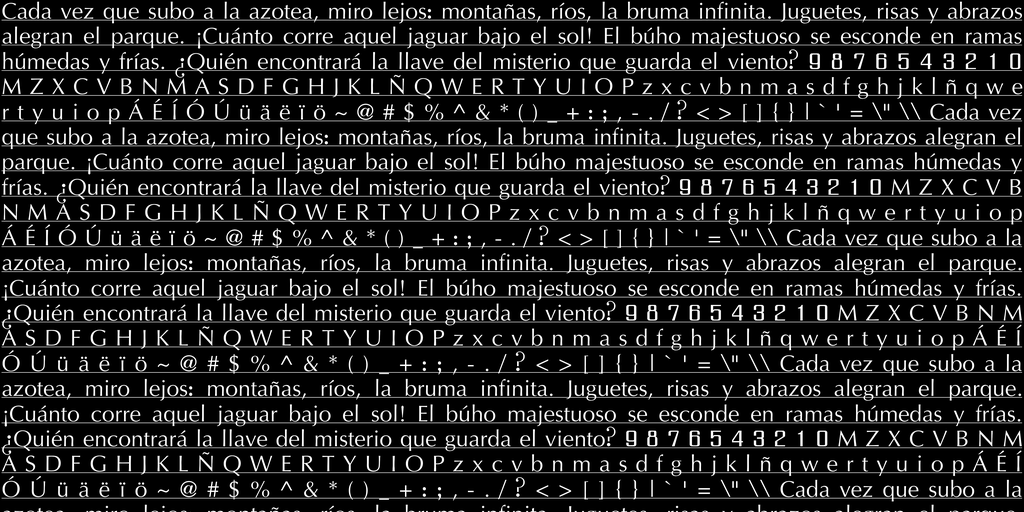 Cada vez que subo a la azotea, miro lejos: montañas, ríos, la bruma infinita. Juguetes, risas y abrazos
alegran el parque. ¡Cuánto corre aquel jaguar bajo el sol! El búho majestuoso se esconde en ramas
húmedas y frías. ¿Quién encontrará la llave del misterio que guarda el viento? 9 8 7 6 5 4 3 2 1 0
M Z X C V B N M A S D F G H J K L Ñ Q W E R T Y U I O P z x c v b n m a s d f g h j k l ñ q w e
r t y u i o p Á É Í Ó Ú ü ä ë ï ö ~ @ # $ % ^ & * ( ) _ + : ; , - . / ? < > [ ] { } | ` ' = \" \\ Cada vez
que subo a la azotea, miro lejos: montañas, ríos, la bruma infinita. Juguetes, risas y abrazos alegran el
parque. ¡Cuánto corre aquel jaguar bajo el sol! El búho majestuoso se esconde en ramas húmedas y
frías. ¿Quién encontrará la llave del misterio que guarda el viento? 9 8 7 6 5 4 3 2 1 0 M Z X C V B
N M A S D F G H J K L Ñ Q W E R T Y U I O P z x c v b n m a s d f g h j k l ñ q w e r t y u i o p
Á É Í Ó Ú ü ä ë ï ö ~ @ # $ % ^ & * ( ) _ + : ; , - . / ? < > [ ] { } | ` ' = \" \\ Cada vez que subo a la
azotea, miro lejos: montañas, ríos, la bruma infinita. Juguetes, risas y abrazos alegran el parque.
¡Cuánto corre aquel jaguar bajo el sol! El búho majestuoso se esconde en ramas húmedas y frías.
¿Quién encontrará la llave del misterio que guarda el viento? 9 8 7 6 5 4 3 2 1 0 M Z X C V B N M
A S D F G H J K L Ñ Q W E R T Y U I O P z x c v b n m a s d f g h j k l ñ q w e r t y u i o p Á É Í
Ó Ú ü ä ë ï ö ~ @ # $ % ^ & * ( ) _ + : ; , - . / ? < > [ ] { } | ` ' = \" \\ Cada vez que subo a la
azotea, miro lejos: montañas, ríos, la bruma infinita. Juguetes, risas y abrazos alegran el parque.
¡Cuánto corre aquel jaguar bajo el sol! El búho majestuoso se esconde en ramas húmedas y frías.
¿Quién encontrará la llave del misterio que guarda el viento? 9 8 7 6 5 4 3 2 1 0 M Z X C V B N M
A S D F G H J K L Ñ Q W E R T Y U I O P z x c v b n m a s d f g h j k l ñ q w e r t y u i o p Á É Í
Ó Ú ü ä ë ï ö ~ @ # $ % ^ & * ( ) _ + : ; , - . / ? < > [ ] { } | ` ' = \" \\ Cada vez que subo a la